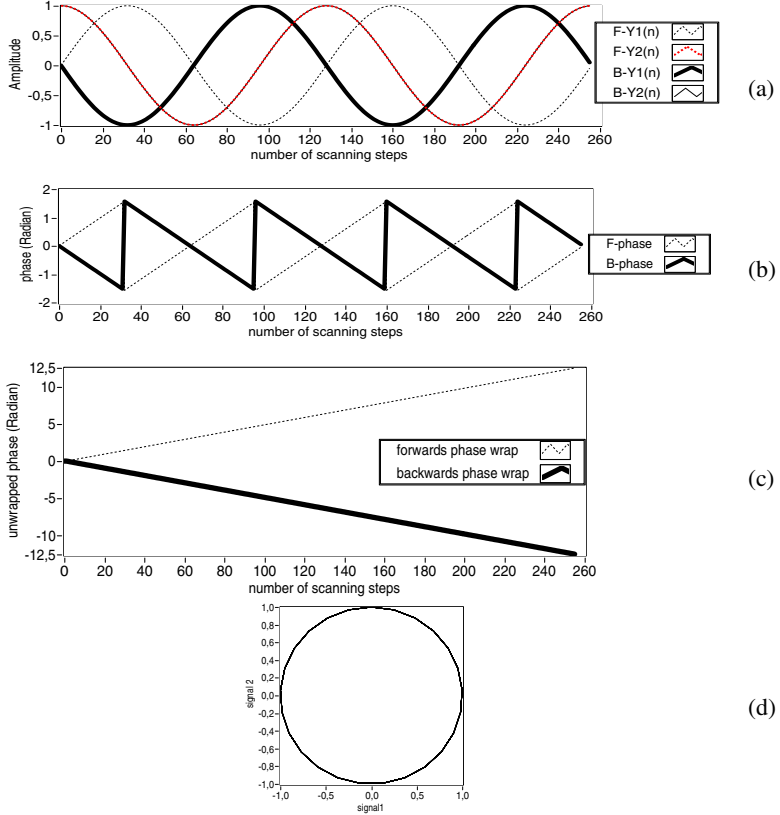 1
0,5
0
-0,5
-1
Amplitude
0 20 40 60 80 100 120 140 160 180 200 220 240 260
number of scanning steps
F-Y1(n)
F-Y2(n)
B-Y1(n)
B-Y2(n)
(a)
2
1
0
-1
-2
phase (Radian)
0 20 40 60 80 100 120 140 160 180 200 220 240 260
number of scanning steps
F-phase
B-phase
(b)
12,5
10
5
0
-5
-10
-12,5
unwrapped phase (Radian)
0 20 40 60 80 100 120 140 160 180 200 220 240 260
number of scanning steps
forwards phase wrap
backwards phase wrap
(c)
1,0
0,8
0,6
0,4
0,2
0,0
-0,2
-0,4
-0,6
-0,8
-1,0
signal 2
-1,0 -0,5 0,0 0,5 1,0
signal1
(d)